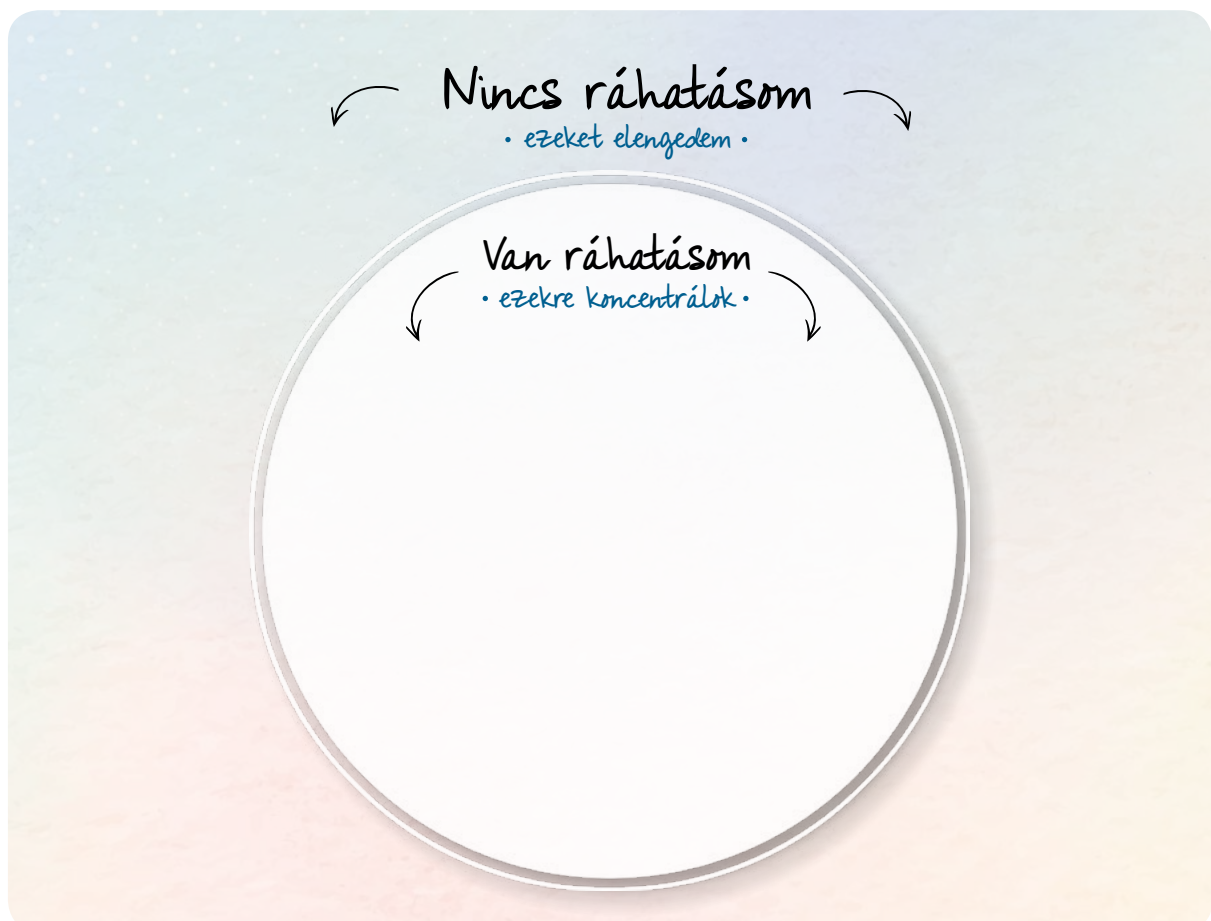 Nincs ráhatásom
• ezeket elengedem •
Van ráhatásom
• ezekre koncentrálok •